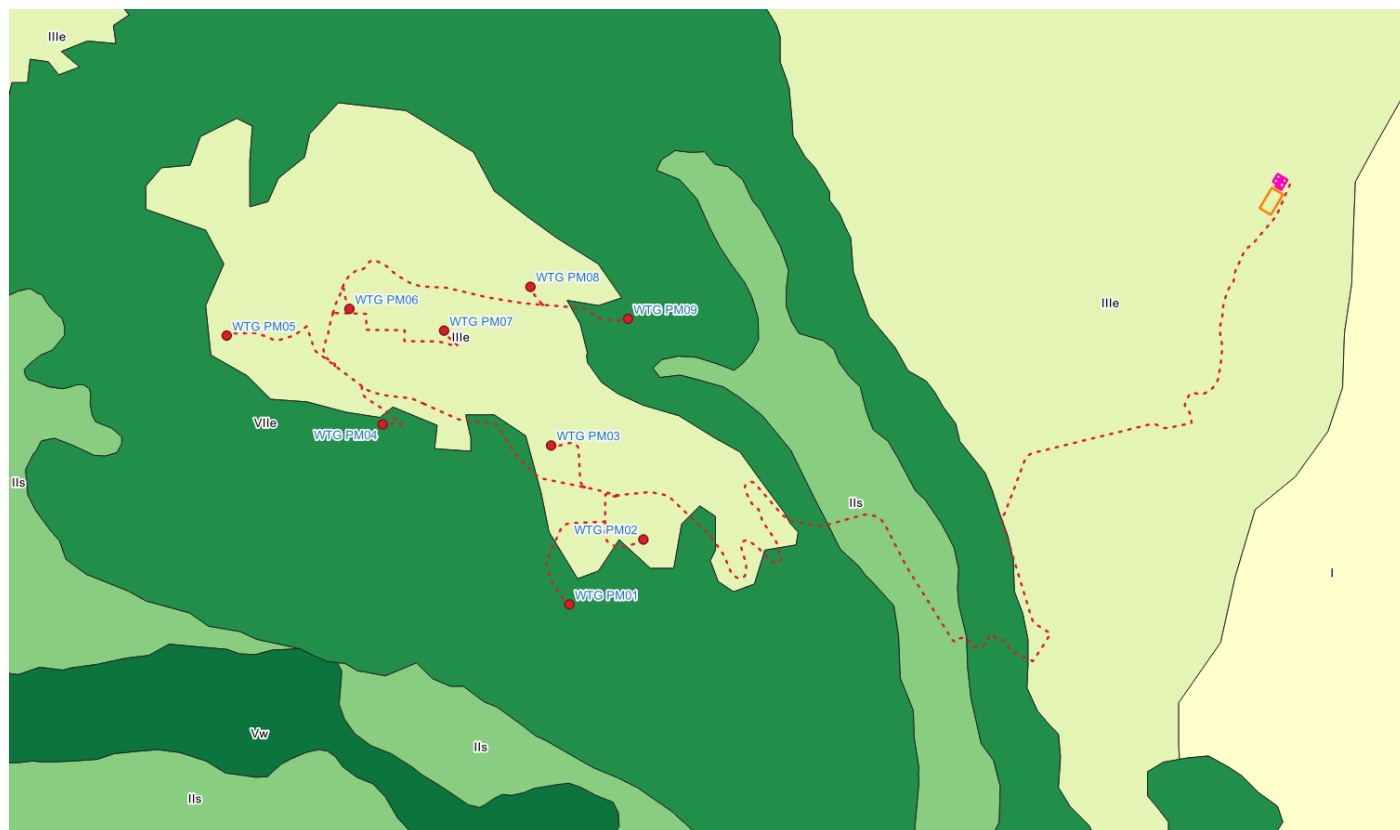 IIIe
WTG PM08
WTG PM06
IIIe
WTG PM09
WTG PM05
WTG PM07
IIIe
VIIe
WTG PM04
WTG PM03
IIs
IIs
WTG PM02
I
WTG PM01
Vw
IIs
IIs